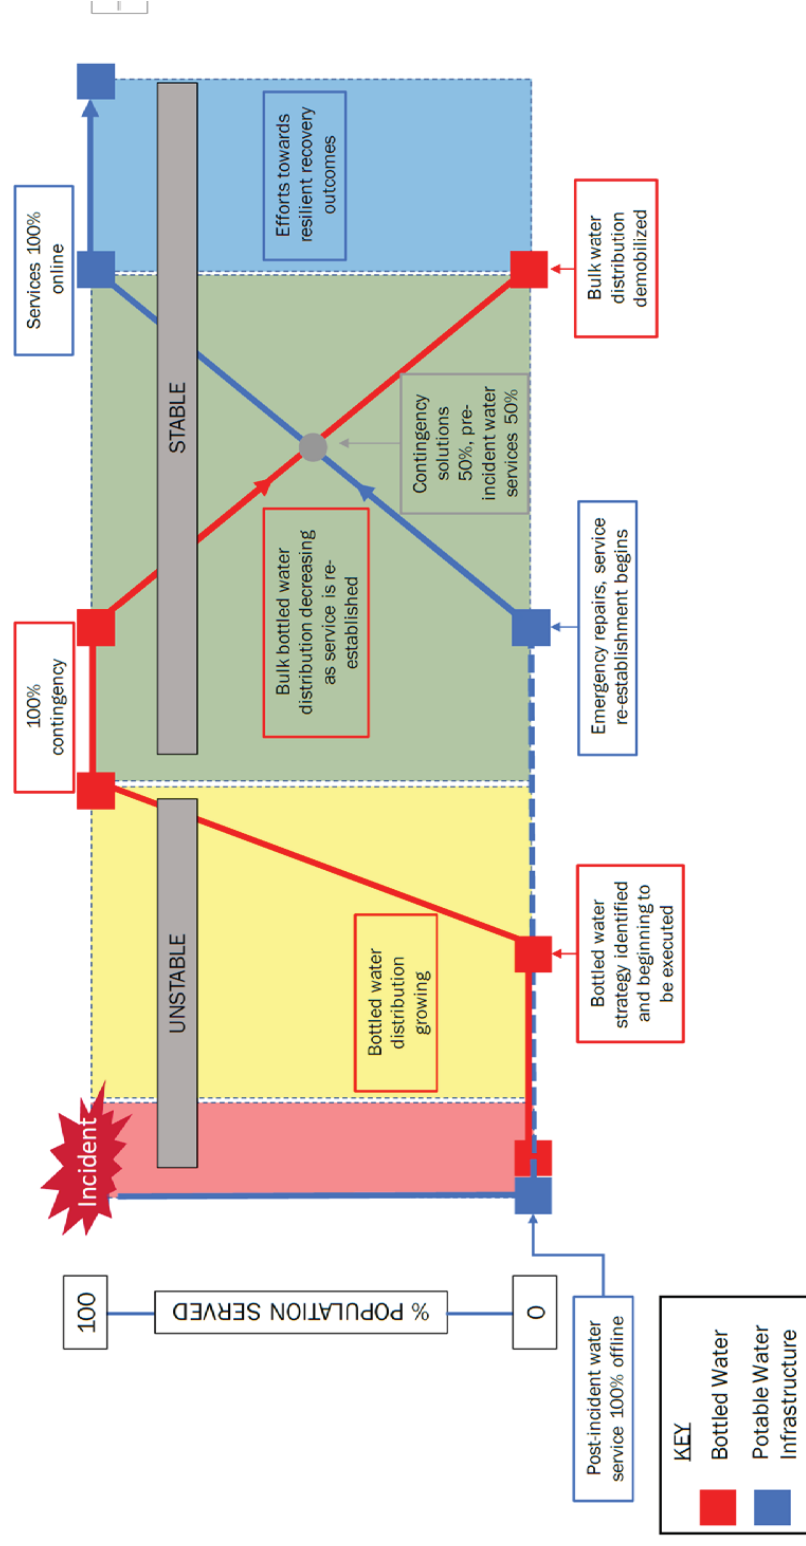 Incident
Services 100%
online
100%
contingency
100
% POPULATION SERVED
0
UNSTABLE
STABLE
Efforts towards
resilient recovery
outcomes
Bulk bottled water
distribution decreasing
as service is re-
established
Contingency
solutions
50%, pre-
incident water
services 50%
Bottled water
distribution
growing
Post-incident water
service 100% offline
Bottled water
strategy identified
and beginning to
be executed
Emergency repairs, service
re-establishment begins
Bulk water
distribution
demobilized
KEY
Bottled Water
Potable Water
Infrastructure